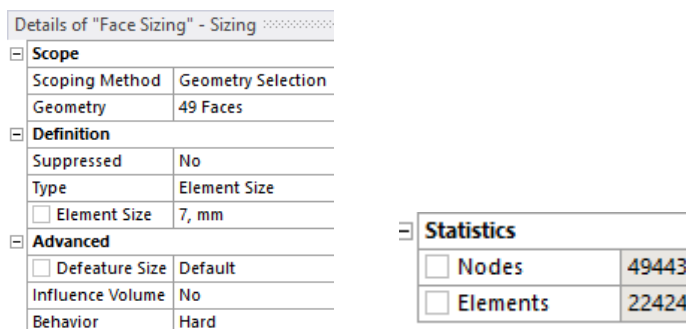 Details of "Face Sizing" - Sizing
Scope
Scoping Method Geometry Selection
Geometry 49 Faces
Definition
Suppressed No
Type Element Size
Element Size 7, mm
Advanced
Defeature Size Default
Influence Volume No
Behavior Hard
Statistics
Nodes 49443
Elements 22424